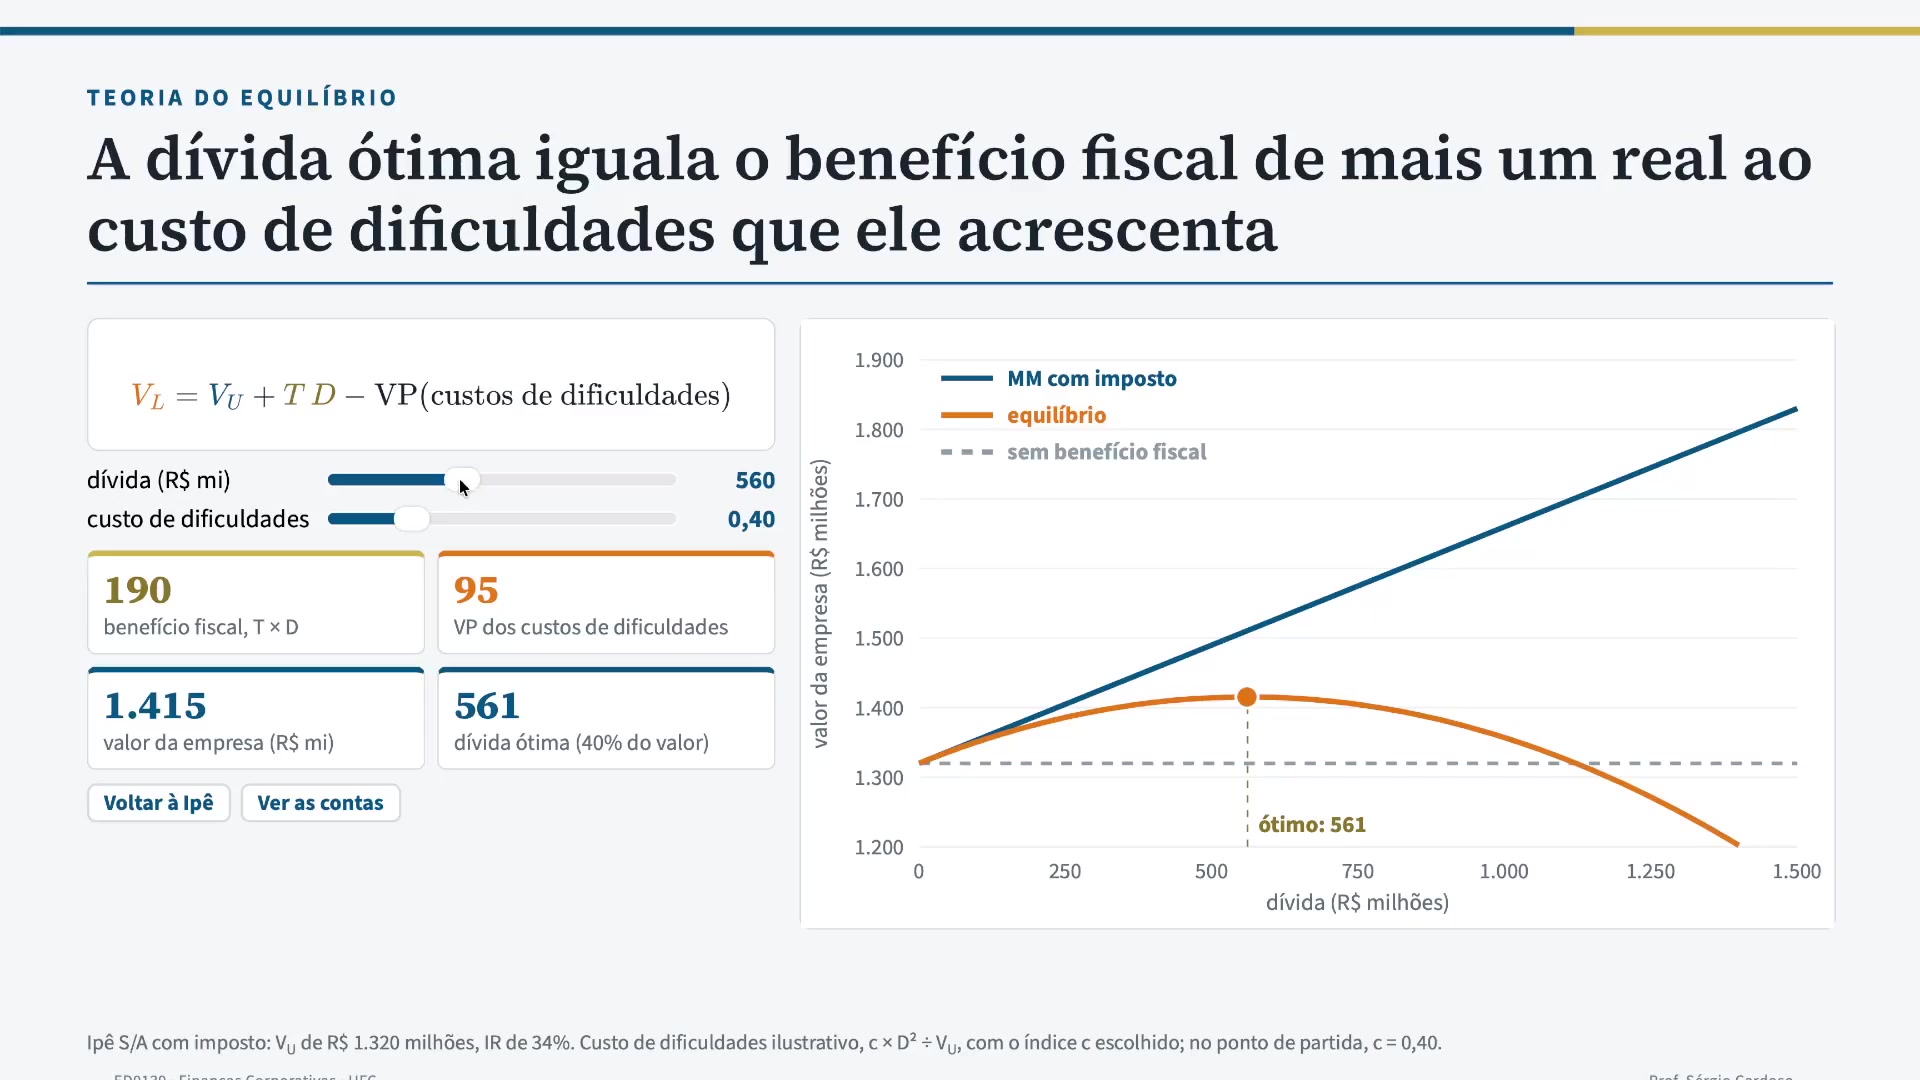 TEORIA DO EQUILÍBRIO
A dívida ótima iguala o benefício fiscal de mais um real ao
custo de dificuldades que ele acrescenta
V_L = V_U + T D − VP(custos de dificuldades)
dívida (R$ mi) 560
custo de dificuldades 0,40
190
benefício fiscal, T × D
95
VP dos custos de dificuldades
1.415
valor da empresa (R$ mi)
561
dívida ótima (40% do valor)
Voltar à Ipê
Ver as contas
MM com imposto
equilíbrio
sem benefício fiscal
valor da empresa (R$ milhões)
1.900
1.800
1.700
1.600
1.500
1.400
1.300
1.200
ótimo: 561
0 250 500 750 1.000 1.250 1.500
dívida (R$ milhões)
Ipê S/A com imposto: V_U de R$ 1.320 milhões, IR de 34%. Custo de dificuldades ilustrativo, c × D² ÷ V_U, com o índice c escolhido; no ponto de partida, c = 0,40.
Finanças Corporativas
Prof. Sérgio Cardoso